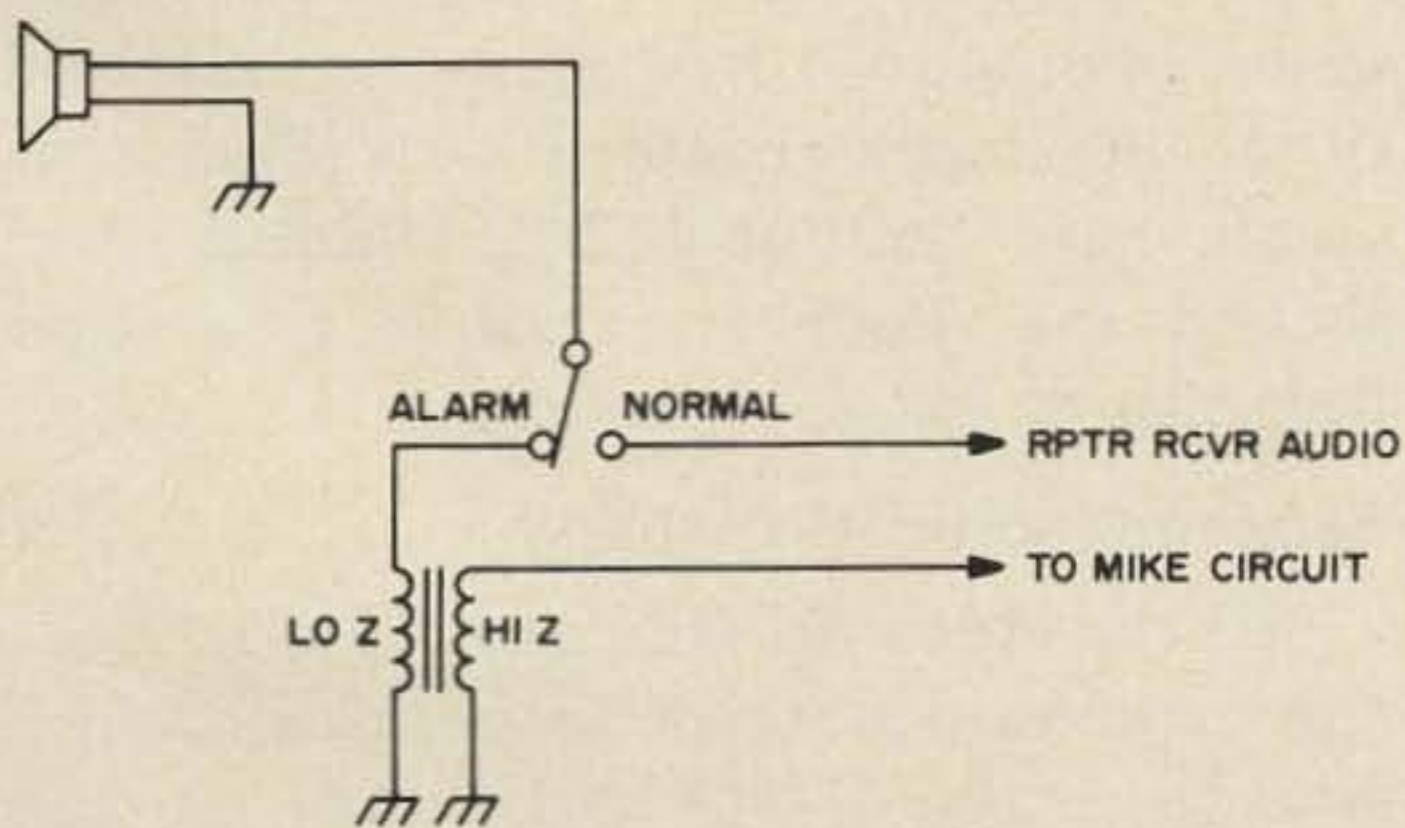 ALARM
NORMAL
RPTR RCVR AUDIO
TO MIKE CIRCUIT
LO Z
HI Z